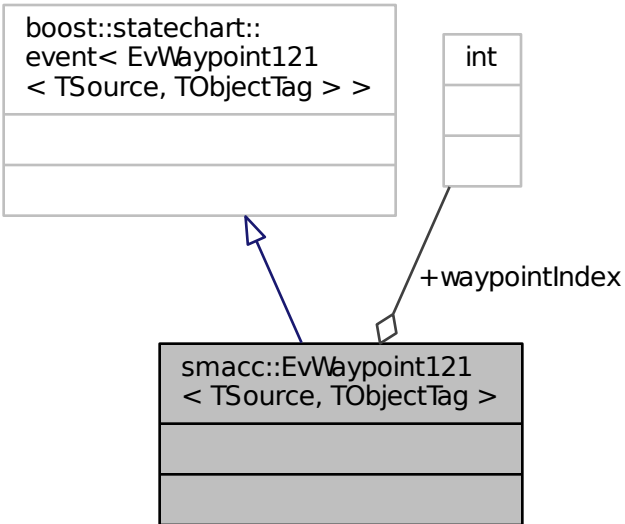 boost::statechart::
event< EvWaypoint121
< TSource, TObjectTag > >
int
+waypointIndex
smacc::EvWaypoint121
< TSource, TObjectTag >